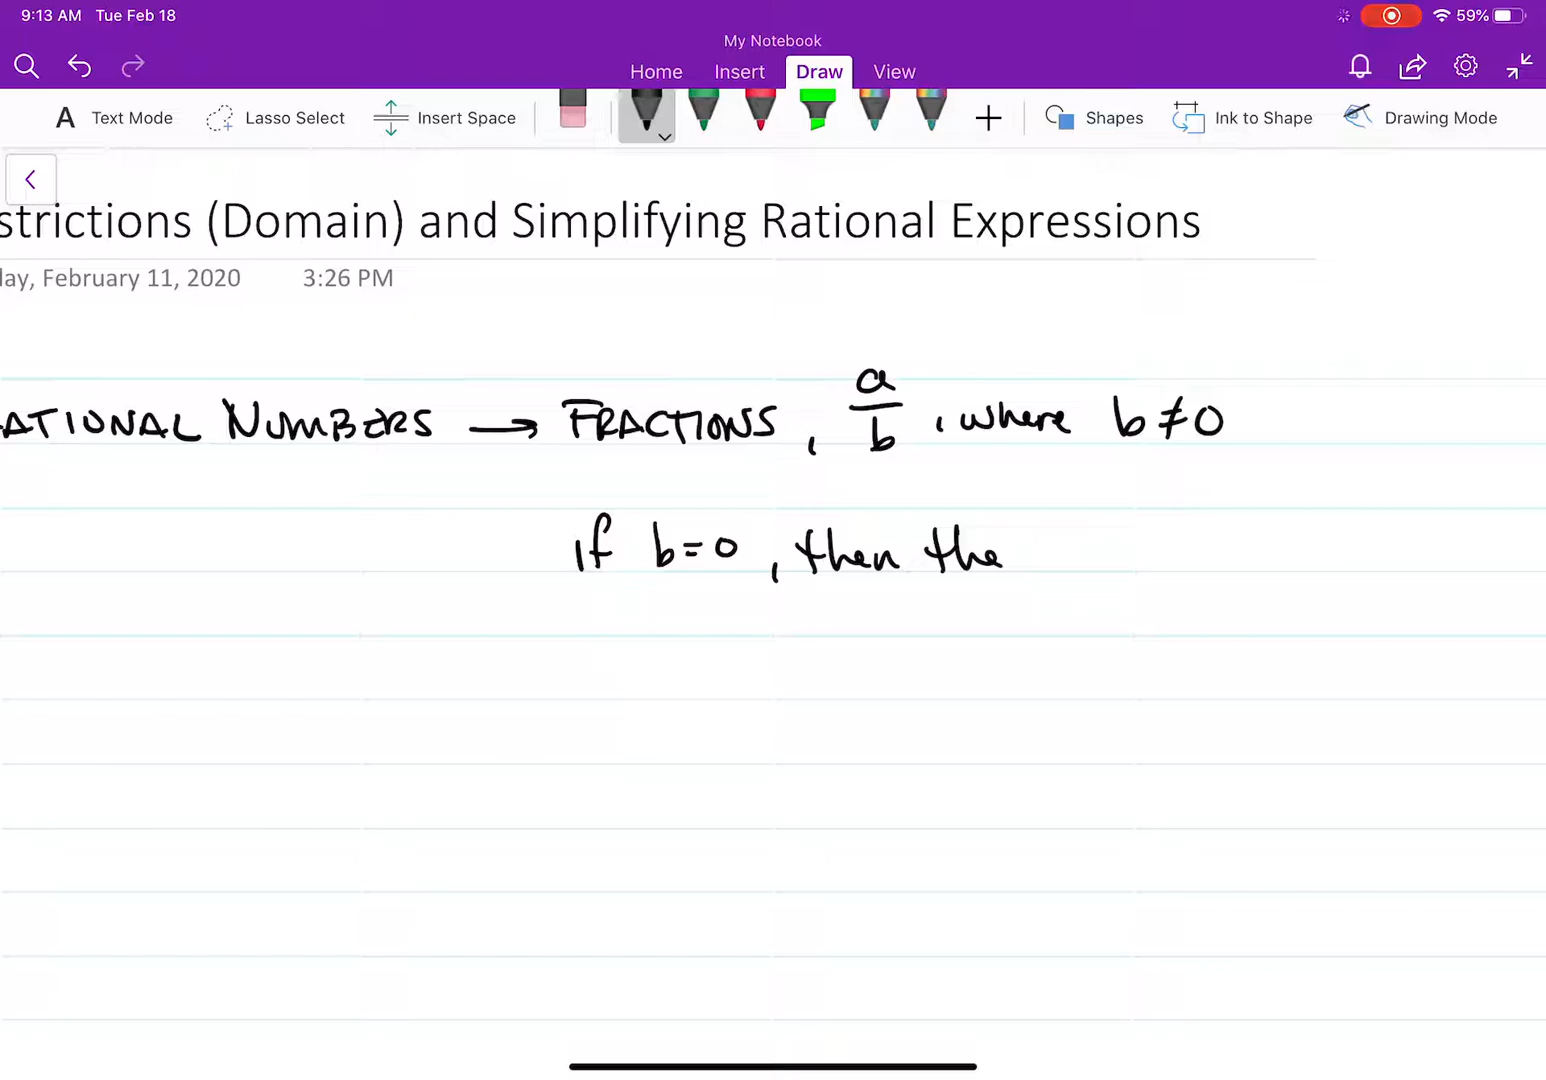 9:13 AM Tue Feb 18
59%
My Notebook
Home Insert Draw View
A Text Mode Lasso Select Insert Space Shapes Ink to Shape Drawing Mode
strictions (Domain) and Simplifying Rational Expressions
lay, February 11, 2020 3:26 PM
ATIONAL NUMBERS → FRACTIONS, a/b, where b≠0
if b=0, then the